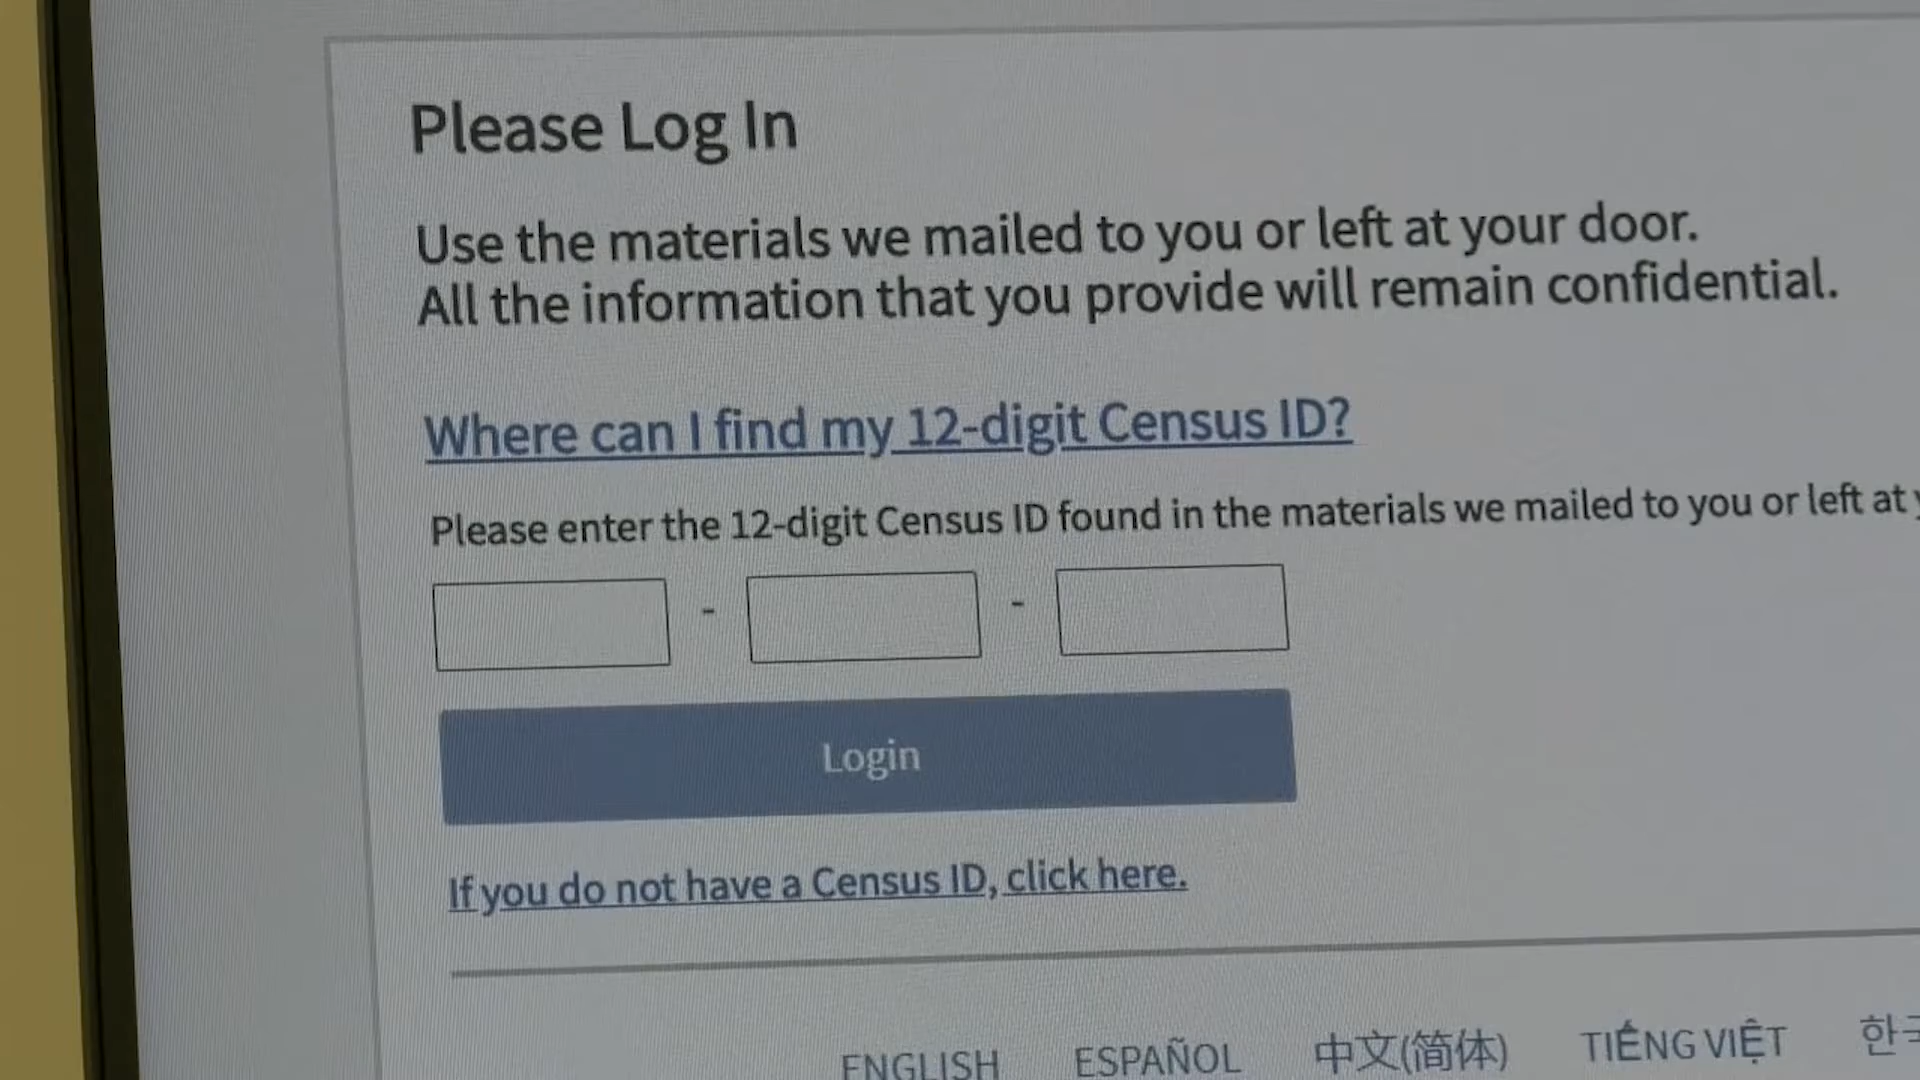 Please Log In
Use the materials we mailed to you or left at your door.
All the information that you provide will remain confidential.
Where can I find my 12-digit Census ID?
Please enter the 12-digit Census ID found in the materials we mailed to you or left at
- -
Login
If you do not have a Census ID, click here.
ENGLISH ESPAÑOL 中文(简体) TIẾNG VIỆT